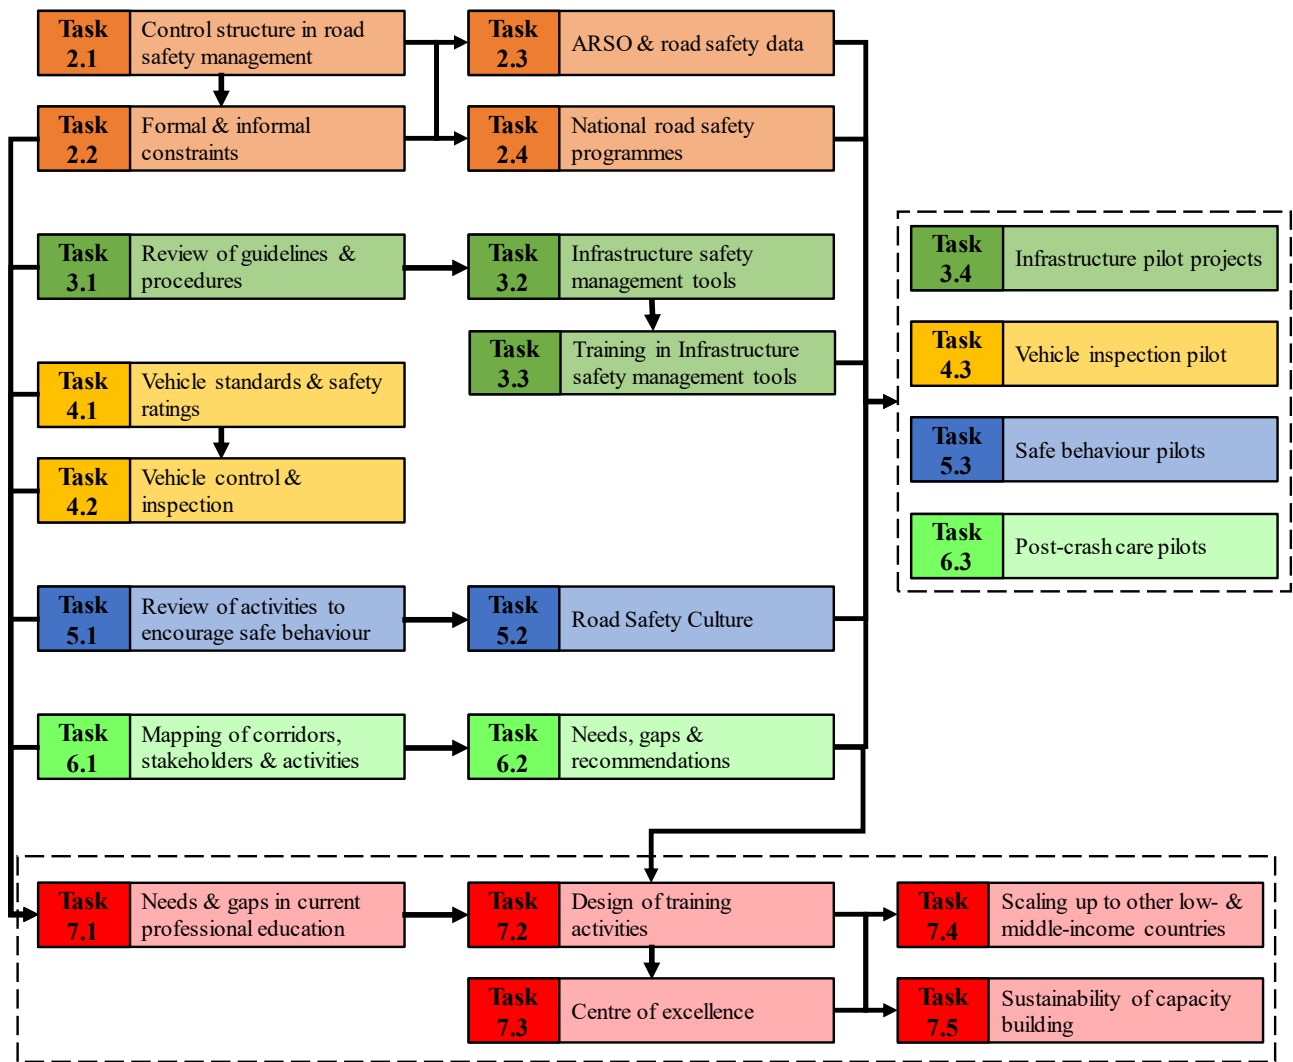 Task
2.1
Control structure in road
safety management
Task
2.3
ARSO & road safety data
Task
2.2
Formal & informal
constraints
Task
2.4
National road safety
programmes
Task
3.1
Review of guidelines &
procedures
Task
3.2
Infrastructure safety
management tools
Task
3.3
Training in Infrastructure
safety management tools
Task
4.1
Vehicle standards & safety
ratings
Task
4.2
Vehicle control &
inspection
Task
5.1
Review of activities to
encourage safe behaviour
Task
5.2
Road Safety Culture
Task
6.1
Mapping of corridors,
stakeholders & activities
Task
6.2
Needs, gaps &
recommendations
Task
3.4
Infrastructure pilot projects
Task
4.3
Vehicle inspection pilot
Task
5.3
Safe behaviour pilots
Task
6.3
Post-crash care pilots
Task
7.1
Needs & gaps in current
professional education
Task
7.2
Design of training
activities
Task
7.4
Scaling up to other low- &
middle-income countries
Task
7.3
Centre of excellence
Task
7.5
Sustainability of capacity
building